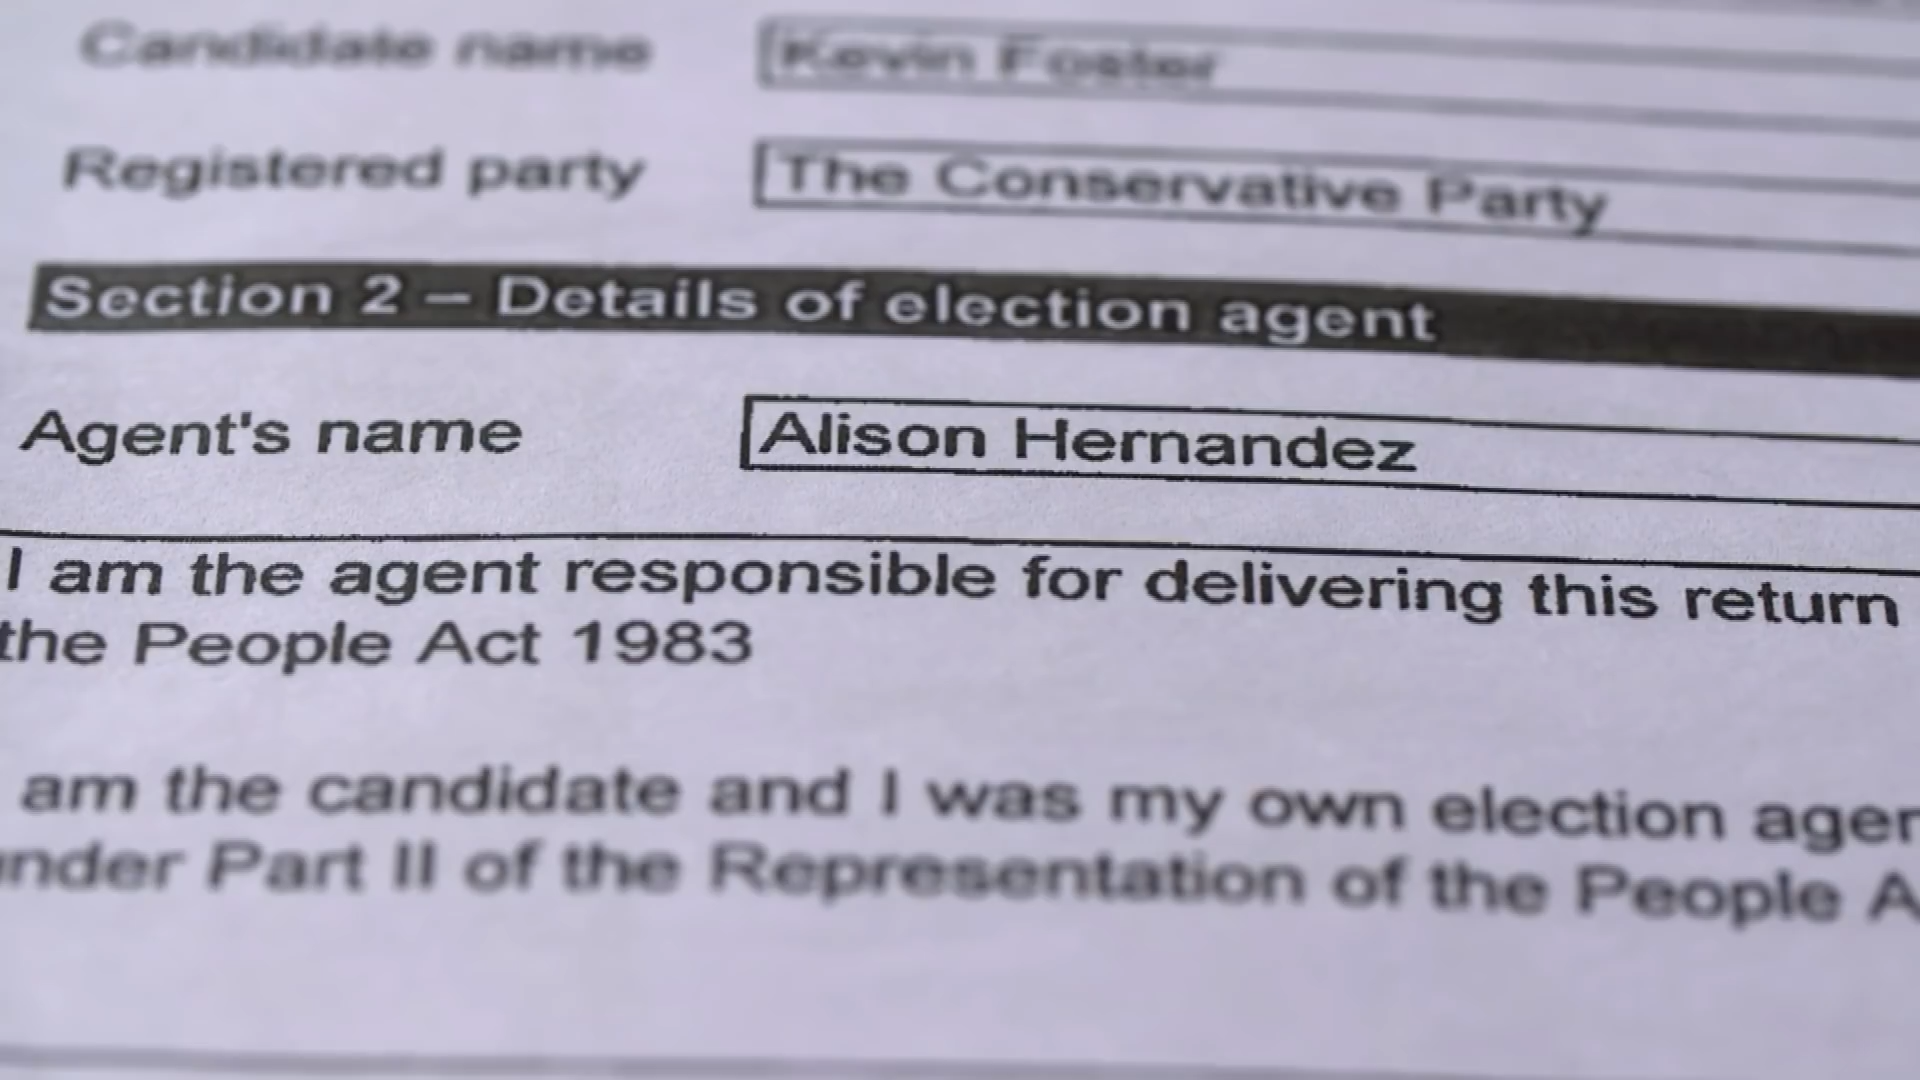 Candidate name Kevin Foster
Registered party The Conservative Party
Section 2 – Details of election agent
Agent's name Alison Hernandez
I am the agent responsible for delivering this return
the People Act 1983
am the candidate and I was my own election agen
nder Part II of the Representation of the People A